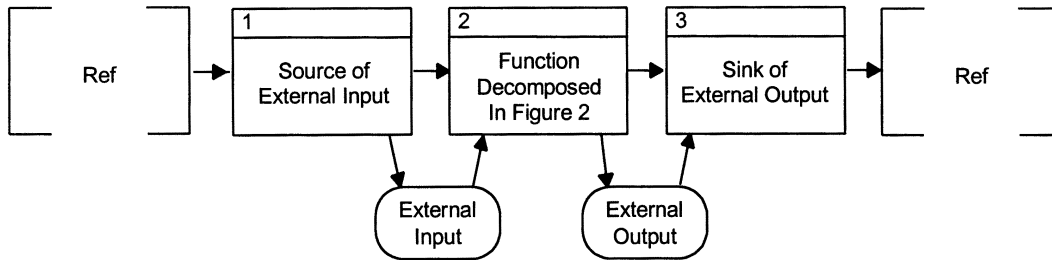 Ref
1
Source of
External Input
2
Function
Decomposed
In Figure 2
3
Sink of
External Output
Ref
External
Input
External
Output